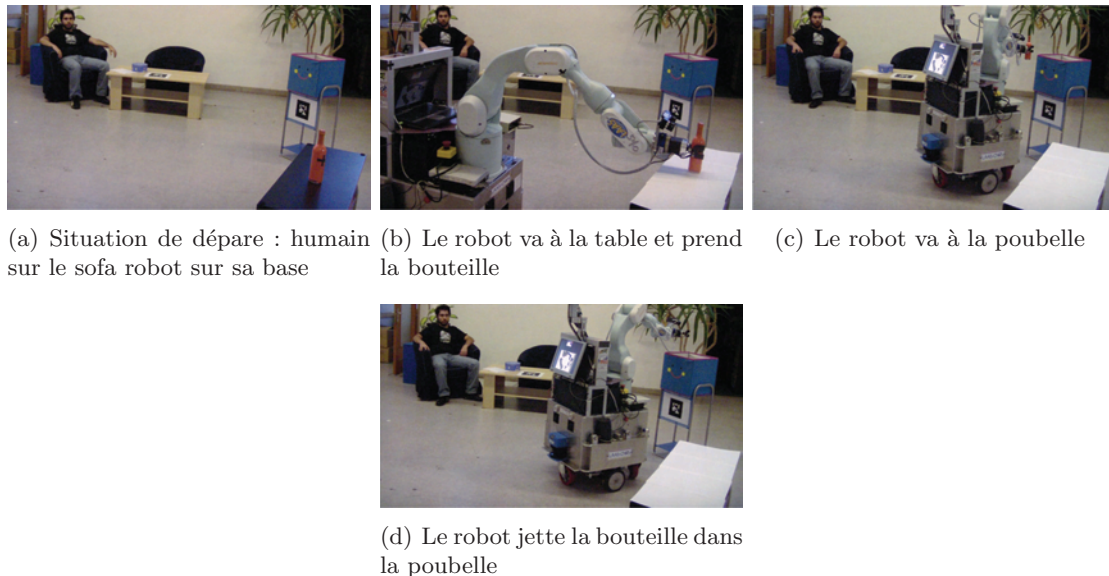 (a) Situation de dépare : humain
sur le sofa robot sur sa base
(b) Le robot va à la table et prend
la bouteille
(c) Le robot va à la poubelle
(d) Le robot jette la bouteille dans
la poubelle